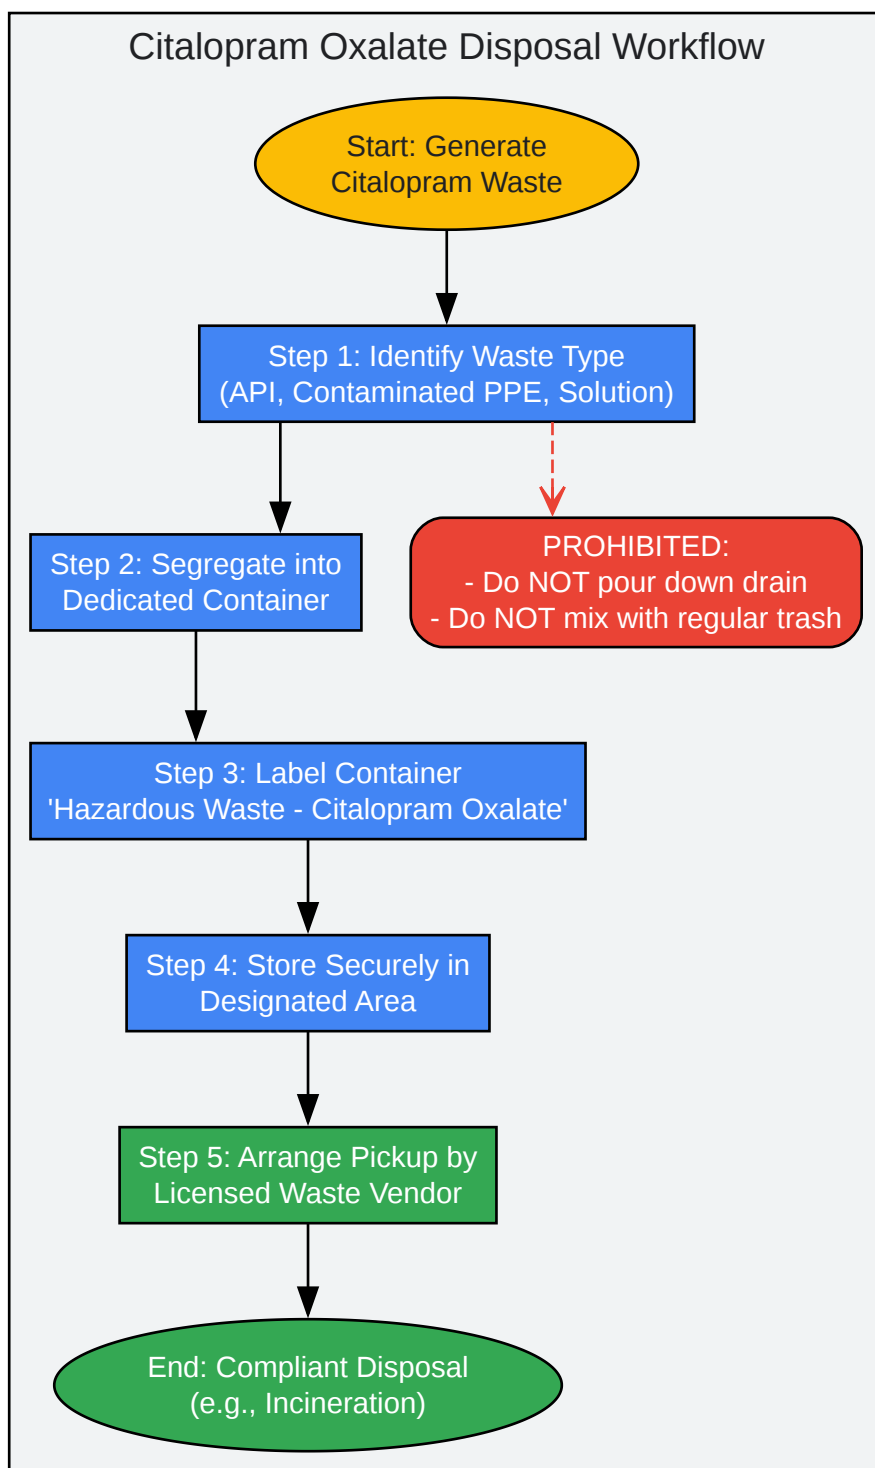 Citalopram Oxalate Disposal Workflow
Start: Generate
Citalopram Waste
Step 1: Identify Waste Type
(API, Contaminated PPE, Solution)
Step 2: Segregate into
Dedicated Container
PROHIBITED:
- Do NOT pour down drain
- Do NOT mix with regular trash
Step 3: Label Container
'Hazardous Waste - Citalopram Oxalate'
Step 4: Store Securely in
Designated Area
Step 5: Arrange Pickup by
Licensed Waste Vendor
End: Compliant Disposal
(e.g., Incineration)